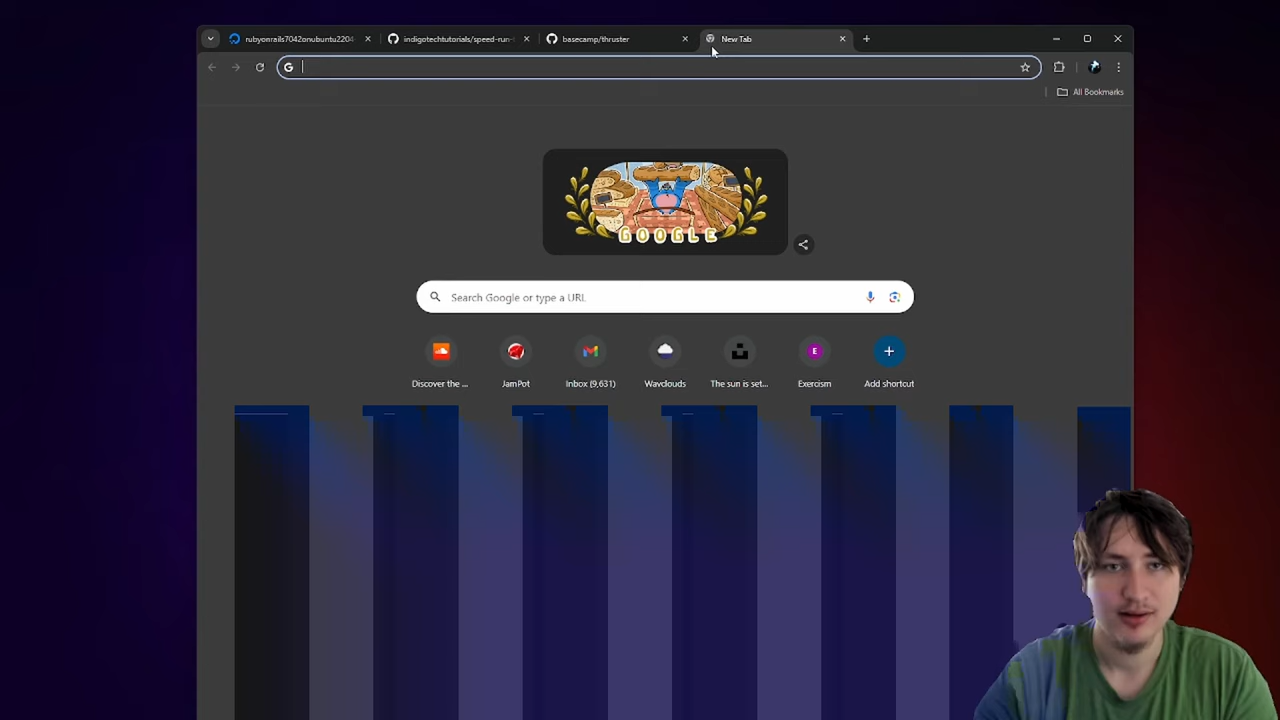 rubyonrails7042onubuntu2204-
indigotechtutorials/speed-run-
basecamp/thruster
New Tab
G
All Bookmarks
GOOGLE
Search Google or type a URL
E
Discover the ...
JamPot
Inbox (9,631)
Wavclouds
The sun is set...
Exercism
Add shortcut